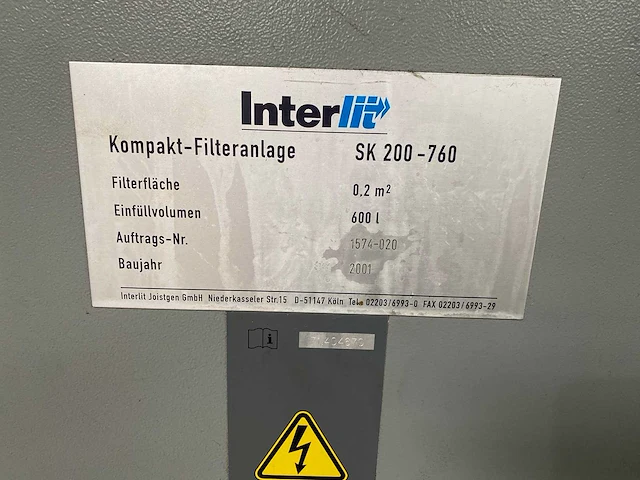 Interlit
Kompakt-Filteranlage SK 200-760
Filterfläche 0,2 m²
Einfüllvolumen 600 l
Auftrags-Nr. 1574-020
Baujahr 2001
Interlit Joistgen GmbH Niederkasseler Str.15 D-51147 Köln Tel. 02203/6993-0 FAX 02203/6993-29